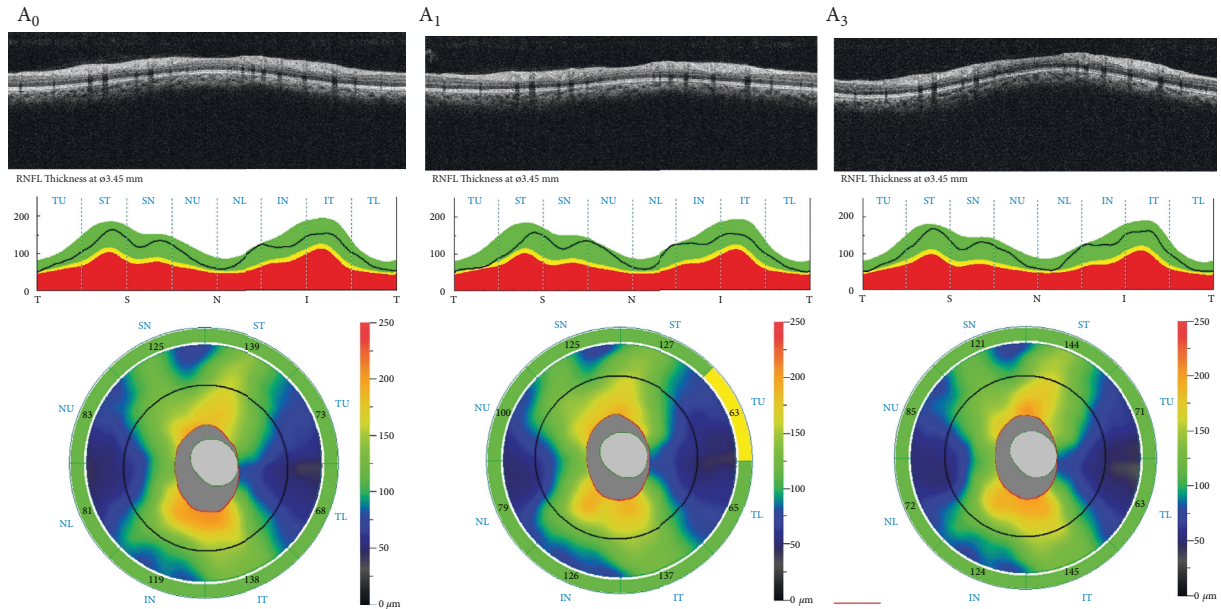 A0
RNFL Thickness at ø3.45 mm
TU ST SN NU NL IN IT TL
200
100
0
T S N I T
SN ST
125 139
NU 83 73 TU
NL 81 68 TL
119 138
IN IT
250
200
150
100
50
0 µm
A1
RNFL Thickness at ø3.45 mm
TU ST SN NU NL IN IT TL
200
100
0
T S N I T
SN ST
125 127
NU 100 63 TU
NL 79 65 TL
126 137
IN IT
250
200
150
100
50
0 µm
A3
RNFL Thickness at ø3.45 mm
TU ST SN NU NL IN IT TL
200
100
0
T S N I T
SN ST
121 144
NU 85 71 TU
NL 72 63 TL
124 145
IN IT
250
200
150
100
50
0 µm